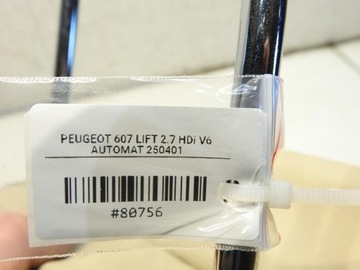 PEUGEOT 607 LIFT 2.7 HDi V6
AUTOMAT 250401
#80756